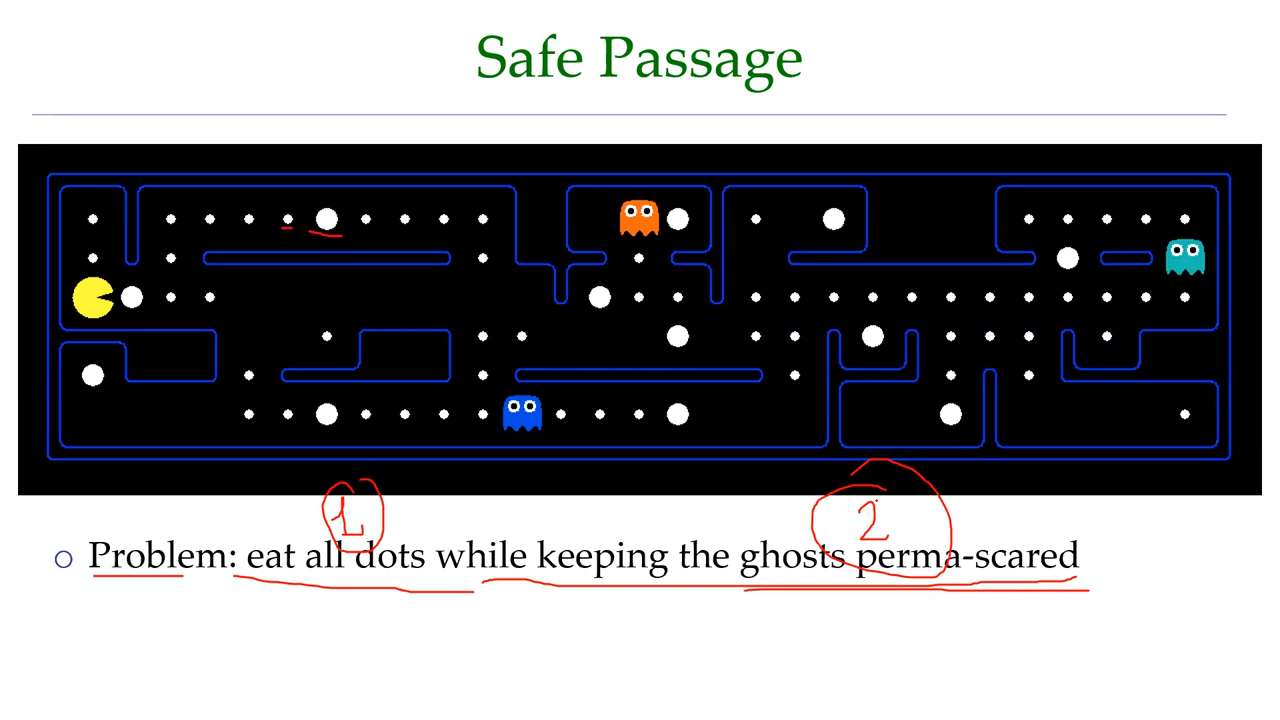 Safe Passage
1 2
o Problem: eat all dots while keeping the ghosts perma-scared